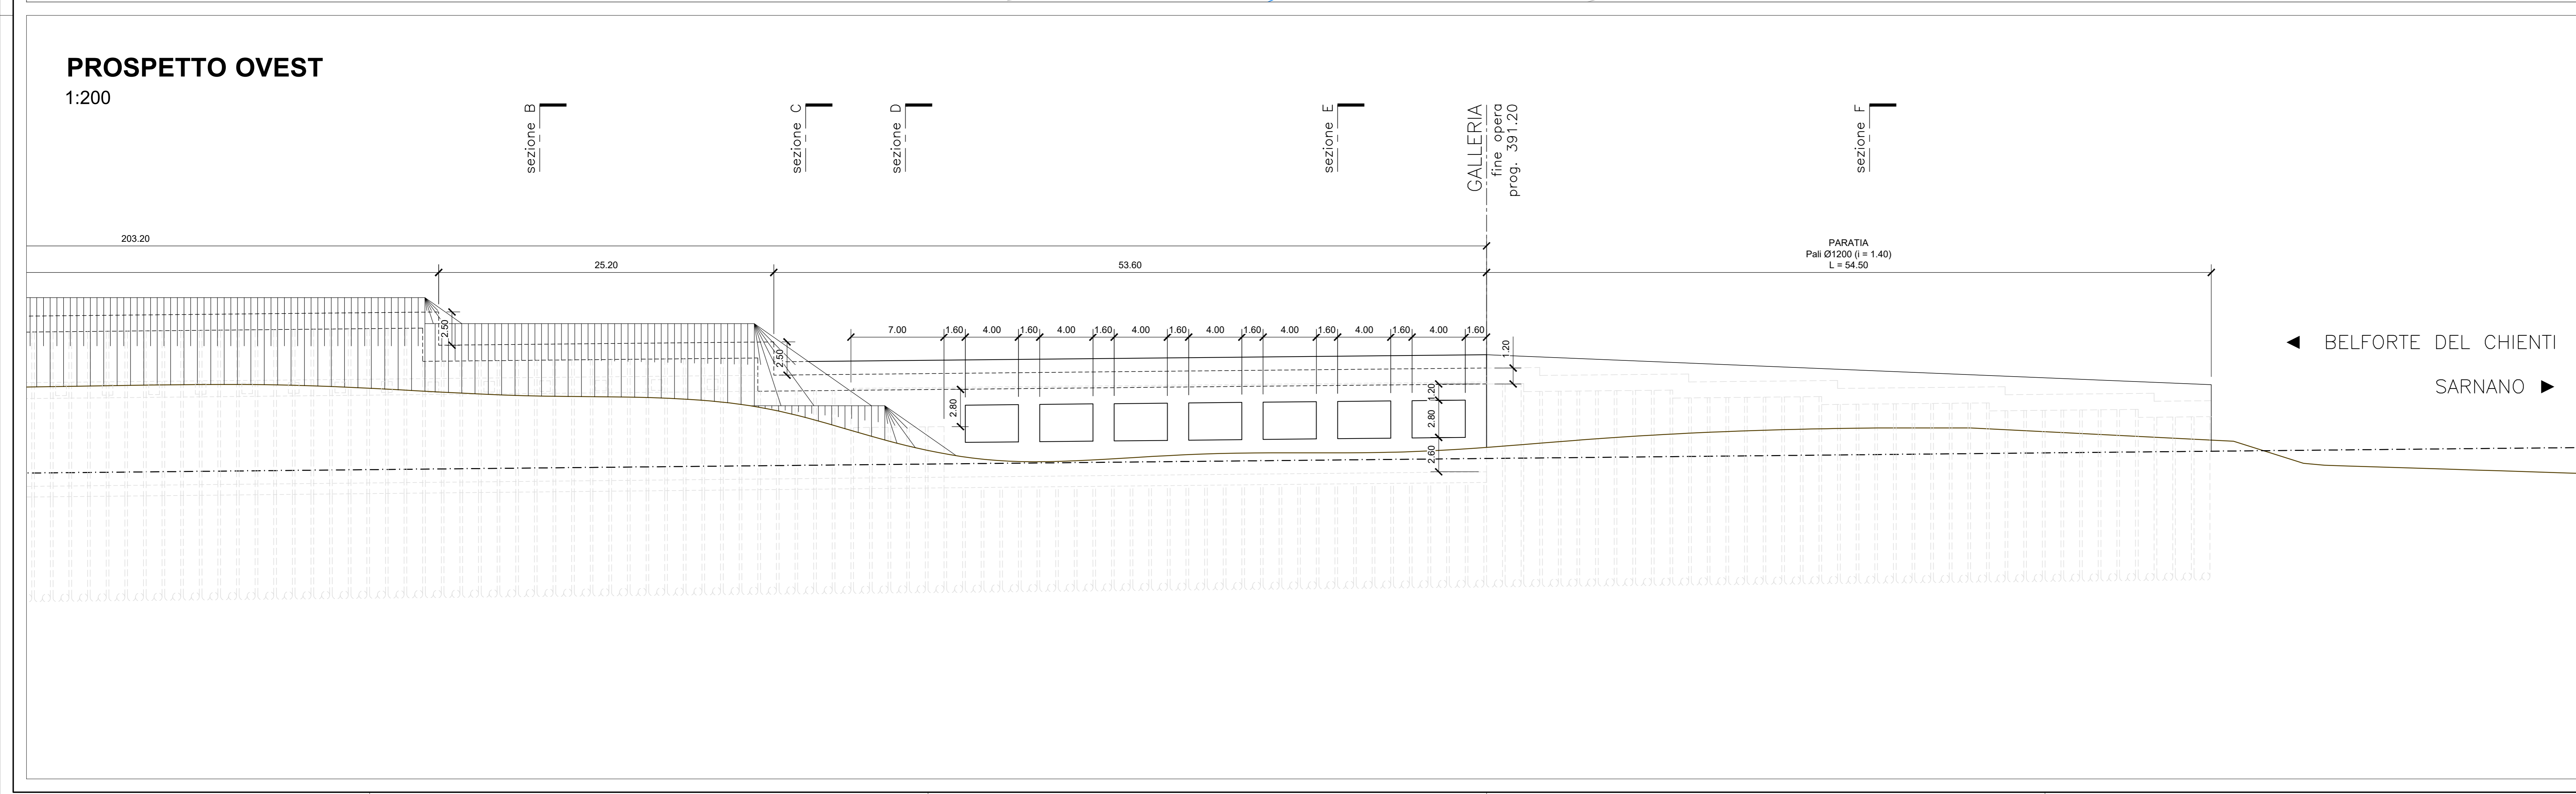 PROSPETTO OVEST
1:200
sezione B
sezione C
sezione D
sezione E
GALLERIA
fine opera
prog. 391.20
sezione F
203.20
25.20
53.60
PARATIA
Pali Ø1200 (i = 1.40)
L = 54.50
2.50
2.50
7.00 1.60 4.00 1.60 4.00 1.60 4.00 1.60 4.00 1.60 4.00 1.60 4.00 1.60 4.00 1.60
1.20
2.80
1.20
2.80
2.60
◄ BELFORTE DEL CHIENTI
SARNANO ►